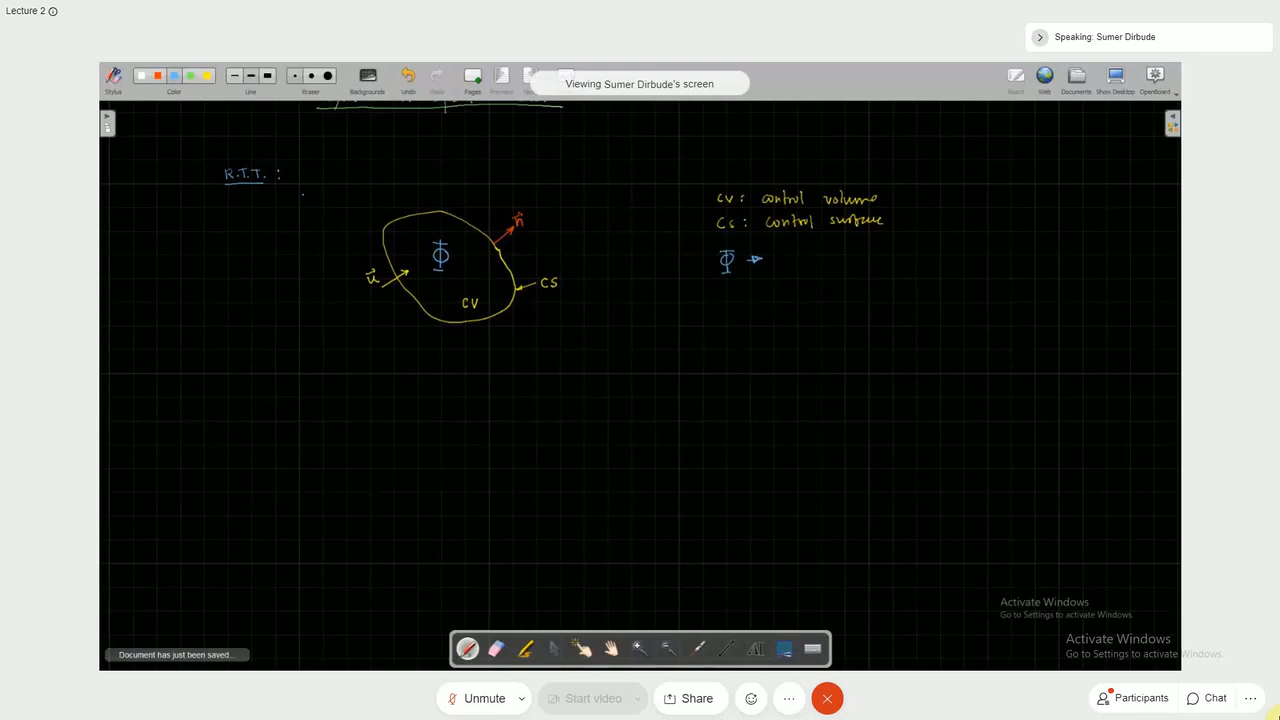 Lecture 2
Speaking: Sumer Dirbude
Viewing Sumer Dirbude's screen
Stylus Color Line Eraser Backgrounds Undo Pages Previous Board Web Documents Show Desktop OpenBoard
R.T.T. :
CV : control volume
CS : control surface
n
Φ
Φ
u
CS
CV
Activate Windows
Go to Settings to activate Windows.
Activate Windows
Go to Settings to activate Windows.
Document has just been saved...
Unmute
Start video
Share
Participants
Chat